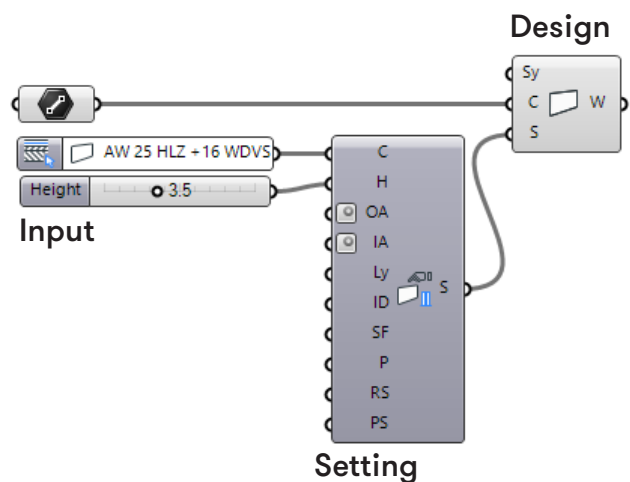 Design
Sy
C W
S
AW 25 HLZ +16 WDVS
Height 3.5
Input
C
H
OA
IA
Ly
S
ID
SF
P
RS
PS
Setting